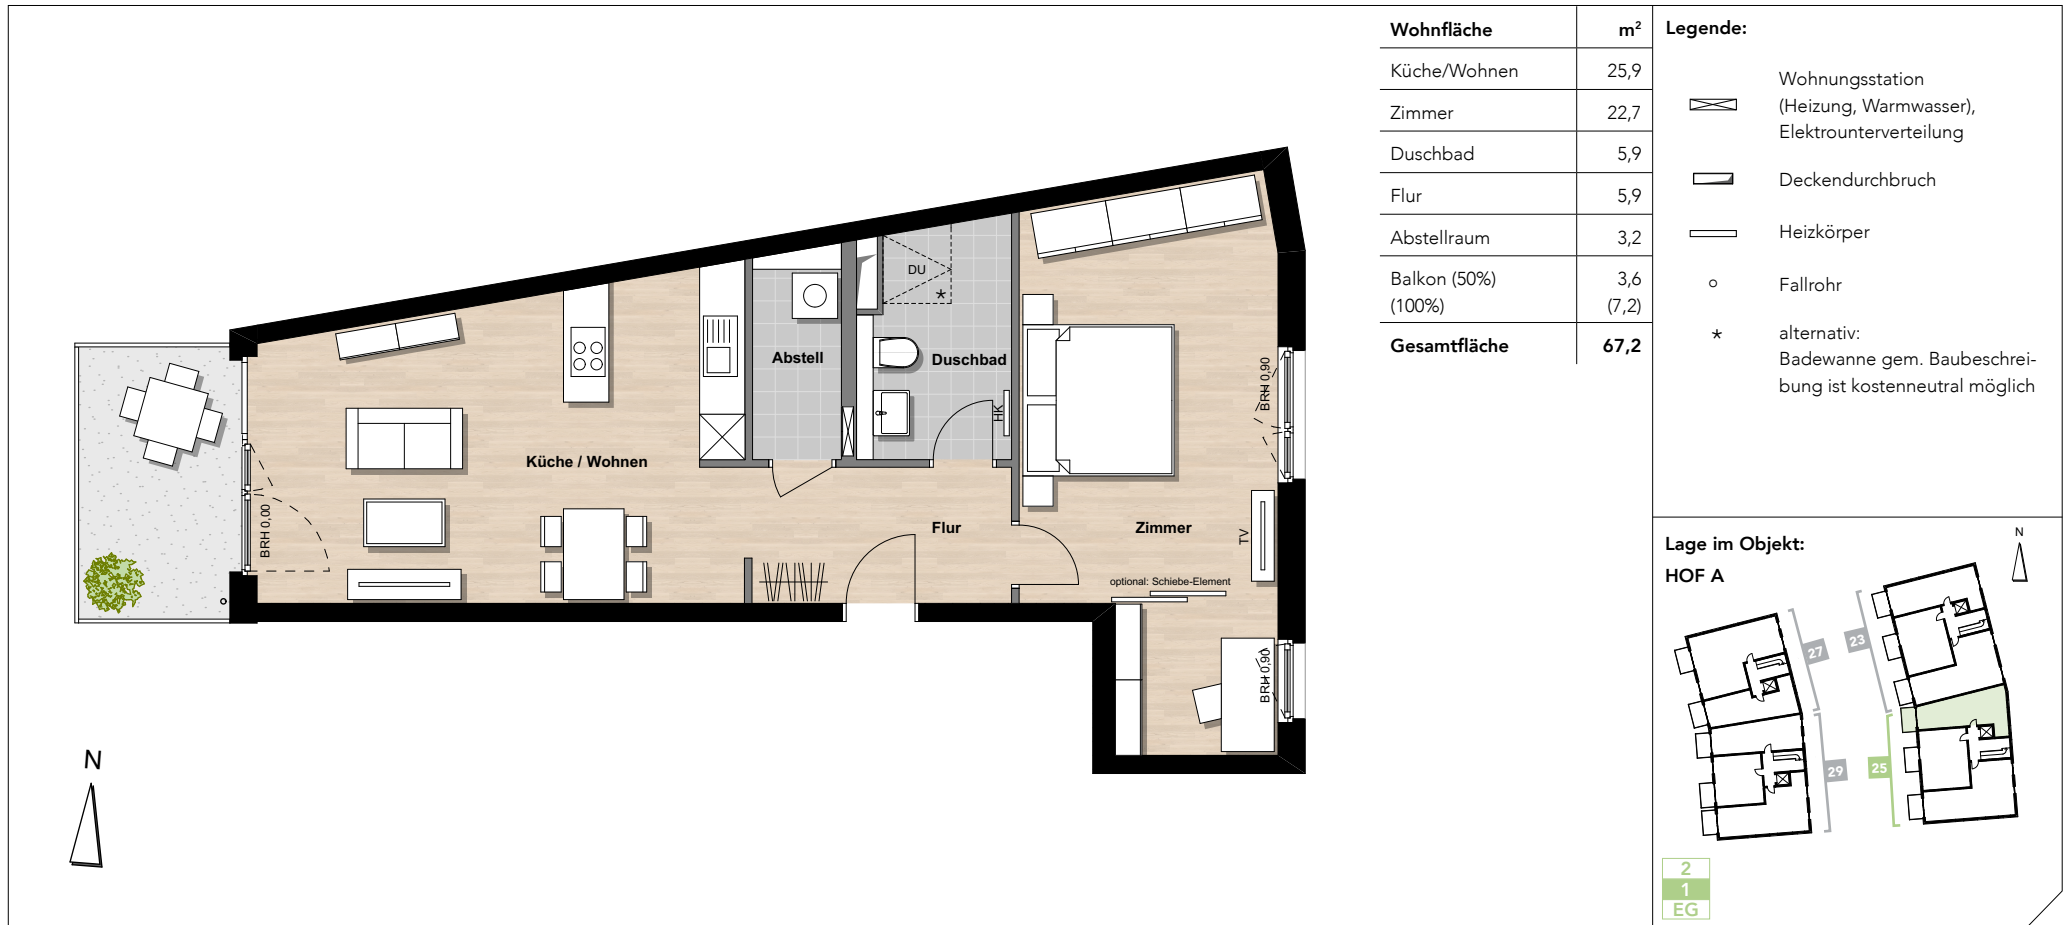 Wohnfläche m²
Küche/Wohnen 25,9
Zimmer 22,7
Duschbad 5,9
Flur 5,9
Abstellraum 3,2
Balkon (50%) 3,6
(100%) (7,2)
Gesamtfläche 67,2
Legende:
Wohnungsstation
(Heizung, Warmwasser),
Elektrounterverteilung
Deckendurchbruch
Heizkörper
Fallrohr
* alternativ:
Badewanne gem. Baubeschrei-
bung ist kostenneutral möglich
DU
*
Abstell
Duschbad
HK
BRH 0,90
Küche / Wohnen
BRH 0,00
Flur
Zimmer
TV
optional: Schiebe-Element
BRH 0,90
N
Lage im Objekt:
HOF A
N
27
23
29
25
2
1
EG